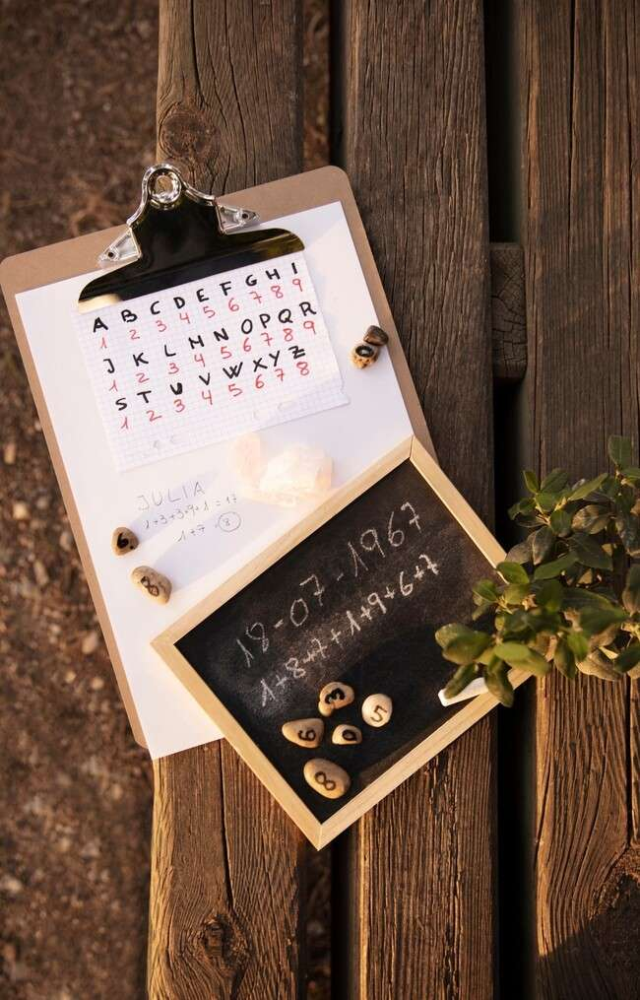 A B C D E F G H I
1 2 3 4 5 6 7 8 9
J K L M N O P Q R
1 2 3 4 5 6 7 8 9
S T U V W X Y Z
1 2 3 4 5 6 7 8
0
JULIA
1+3+3+9+1 = 17
1+7 = 8
6
8
18-07-1967
1+8+7+1+9+6+7
3
5
0
8